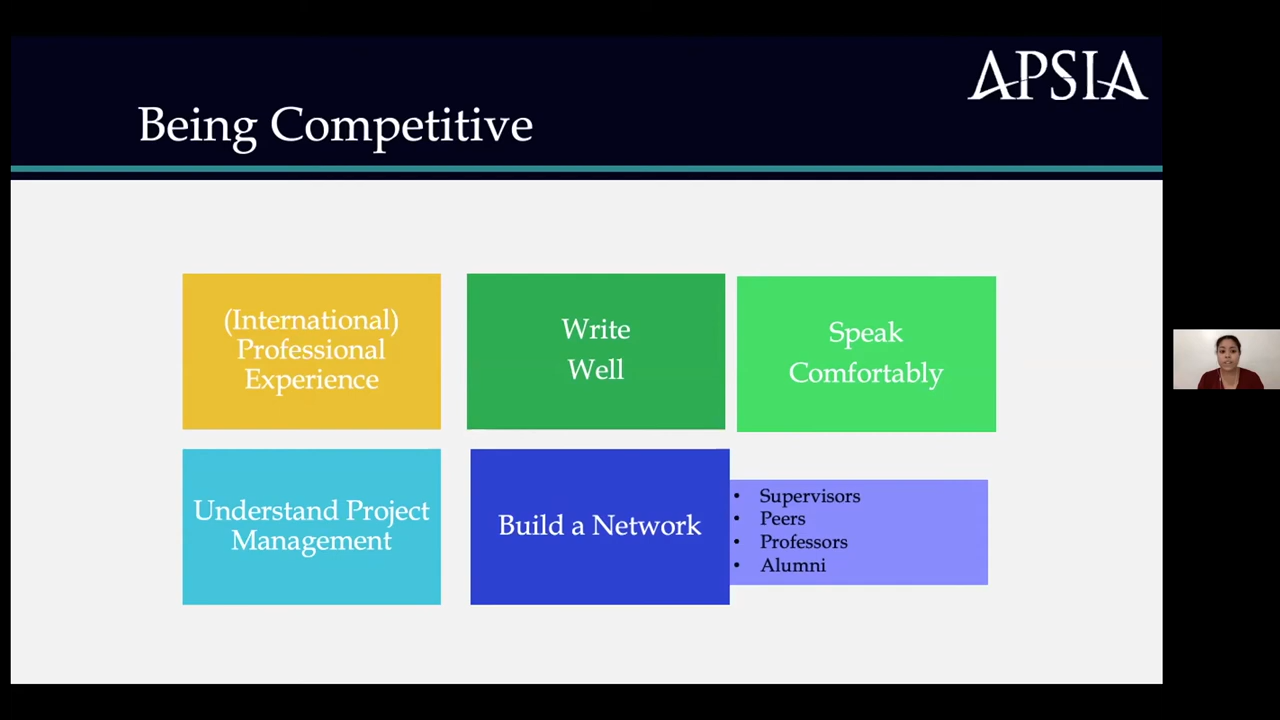 APSIA
Being Competitive
(International)
Professional
Experience
Write
Well
Speak
Comfortably
Understand Project
Management
Build a Network
• Supervisors
• Peers
• Professors
• Alumni